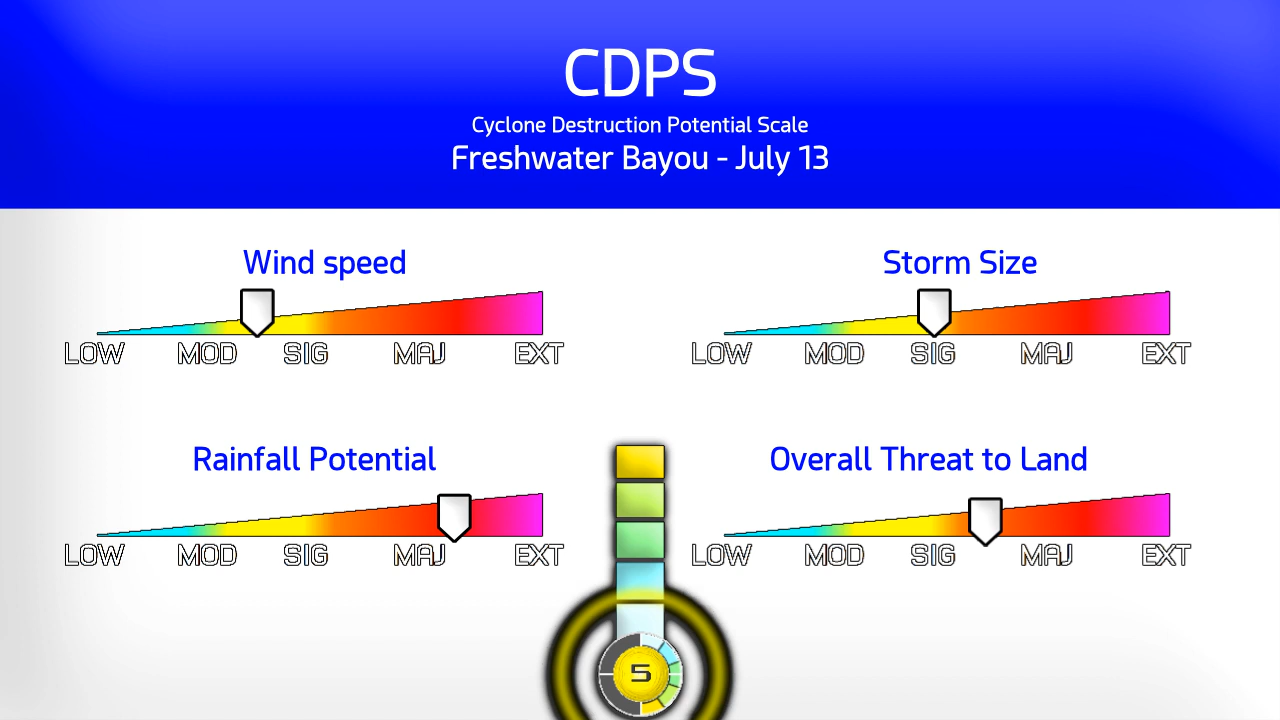 CDPS
Cyclone Destruction Potential Scale
Freshwater Bayou - July 13
Wind speed
LOW MOD SIG MAJ EXT
Storm Size
LOW MOD SIG MAJ EXT
Rainfall Potential
LOW MOD SIG MAJ EXT
Overall Threat to Land
LOW MOD SIG MAJ EXT
5